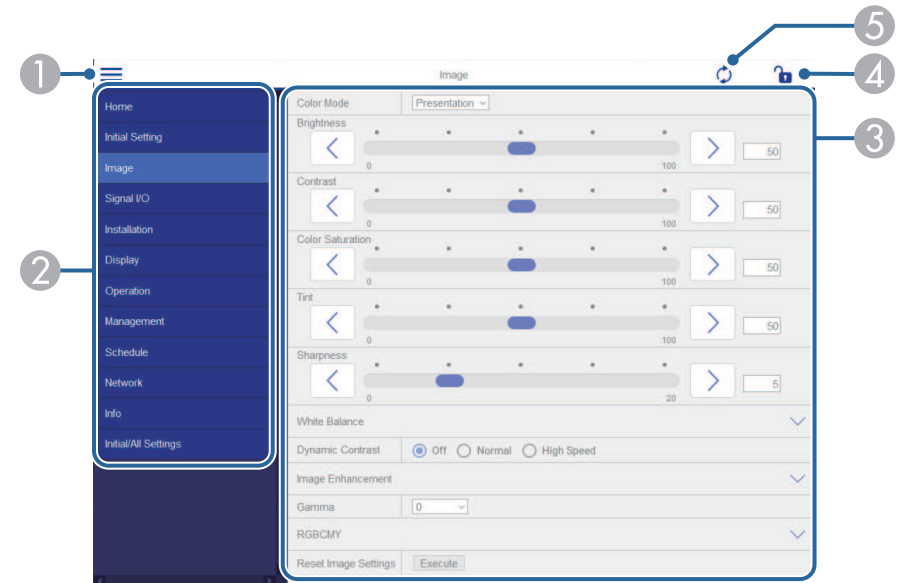 5
1
Image
4
Home
Initial Setting
Image
Signal I/O
Installation
Display
Operation
Management
Schedule
Network
Info
Initial/All Settings
2
3
Color Mode Presentation
Brightness
0 100 50
Contrast
0 100 50
Color Saturation
0 100 50
Tint
0 100 50
Sharpness
0 20 5
White Balance
Dynamic Contrast Off Normal High Speed
Image Enhancement
Gamma 0
RGBCMY
Reset Image Settings Execute